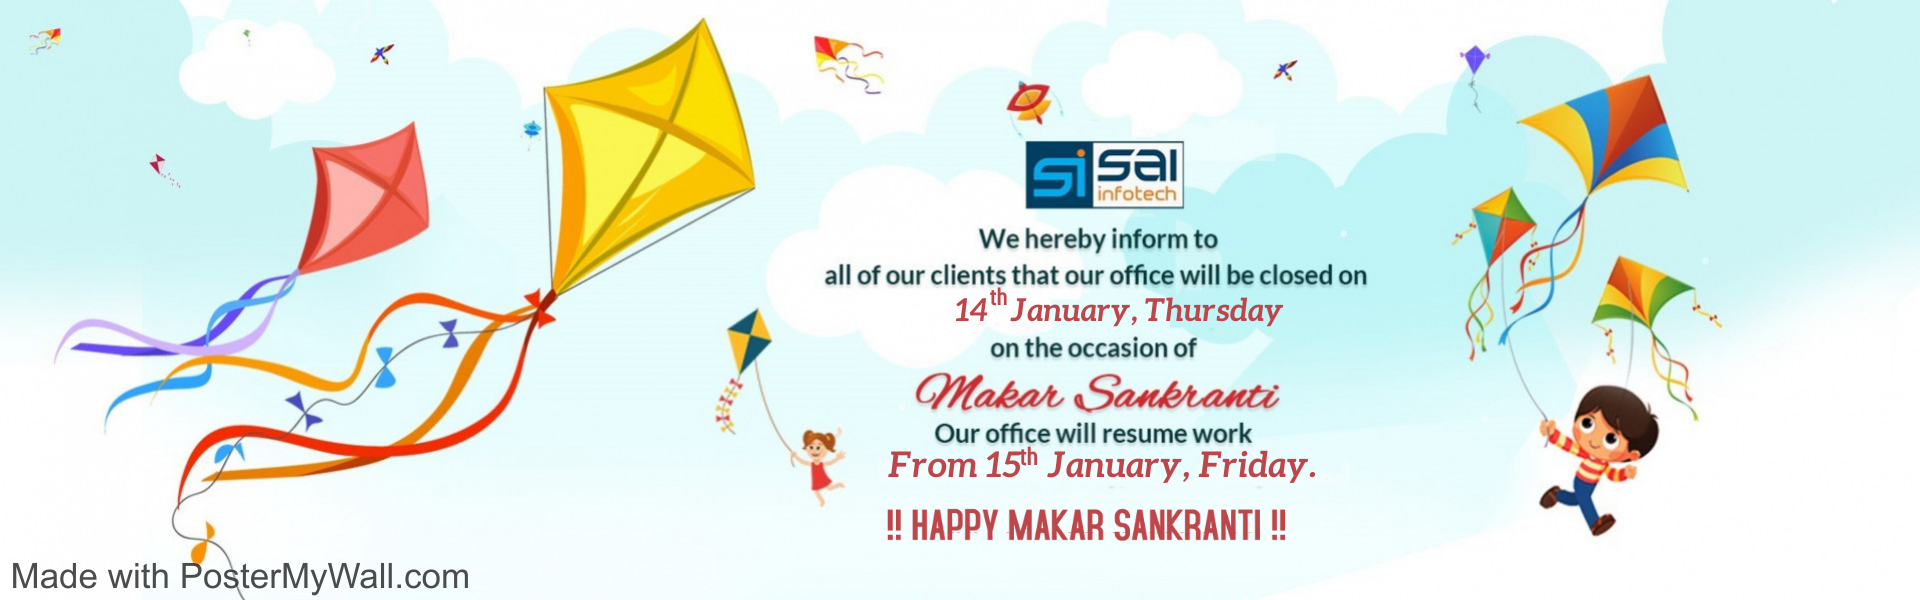 Si SAI
infotech
We hereby inform to
all of our clients that our office will be closed on
14th January, Thursday
on the occasion of
Makar Sankranti
Our office will resume work
From 15th January, Friday.
!! HAPPY MAKAR SANKRANTI !!
Made with PosterMyWall.com